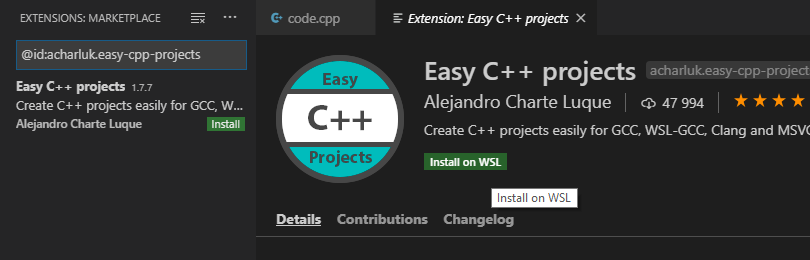 EXTENSIONS: MARKETPLACE
@id:acharluk.easy-cpp-projects
Easy C++ projects 1.7.7
Create C++ projects easily for GCC, W...
Alejandro Charte Luque Install
code.cpp
Extension: Easy C++ projects
Easy
C++
Projects
Easy C++ projects acharluk.easy-cpp-project
Alejandro Charte Luque 47 994
Create C++ projects easily for GCC, WSL-GCC, Clang and MSVC
Install on WSL
Install on WSL
Details Contributions Changelog